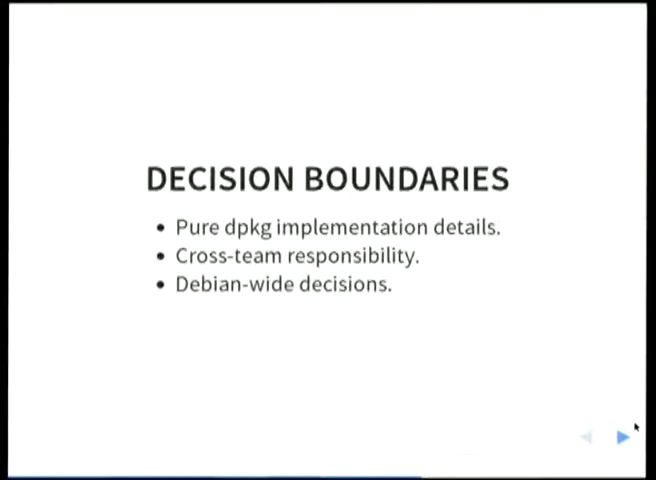 DECISION BOUNDARIES
• Pure dpkg implementation details.
• Cross-team responsibility.
• Debian-wide decisions.